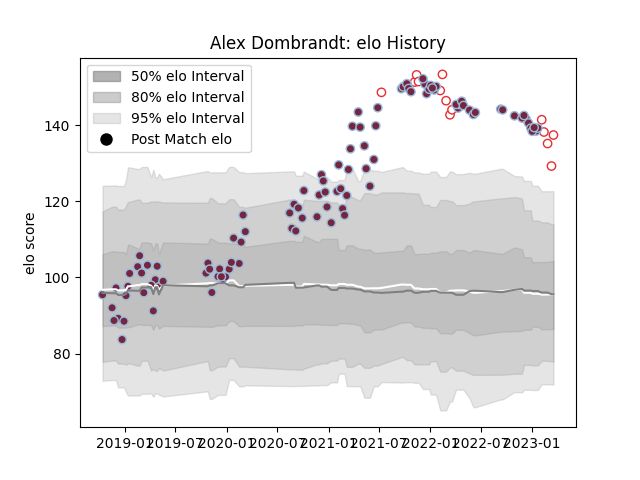 Alex Dombrandt: elo History
50% elo Interval
80% elo Interval
95% elo Interval
Post Match elo
elo score
140
120
100
80
2019-01 2019-07 2020-01 2020-07 2021-01 2021-07 2022-01 2022-07 2023-01